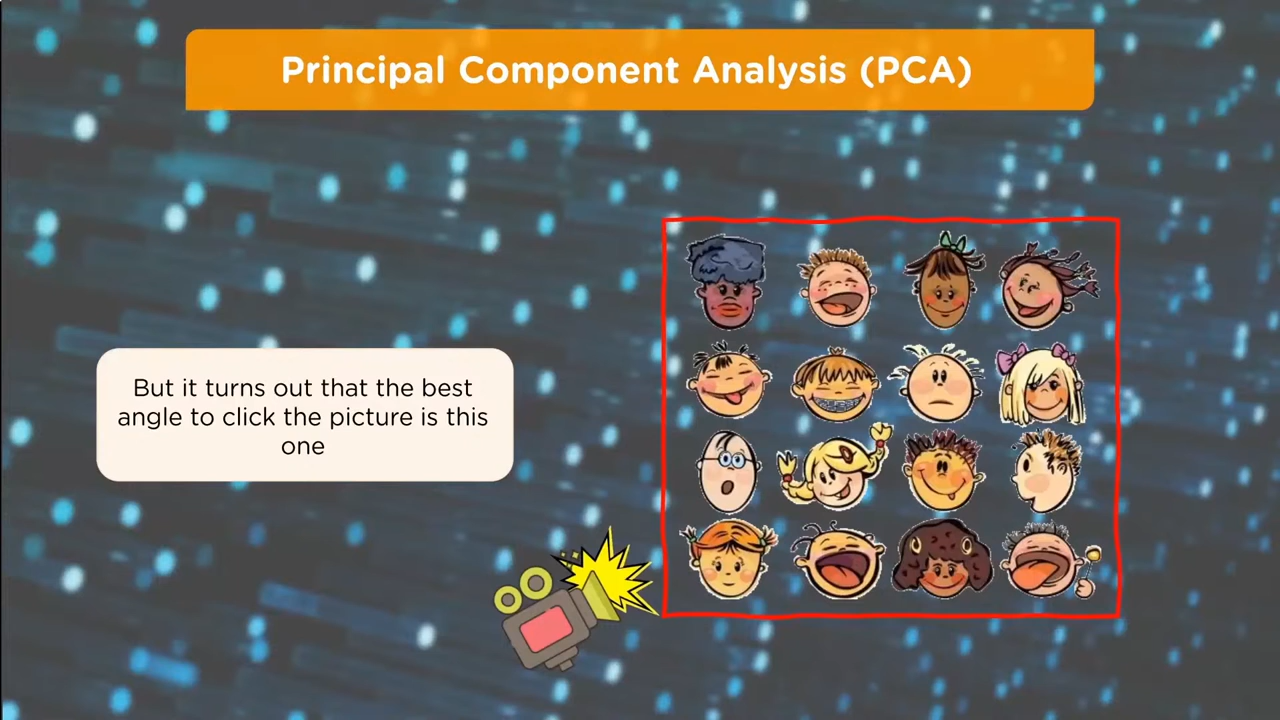 Principal Component Analysis (PCA)
But it turns out that the best
angle to click the picture is this
one